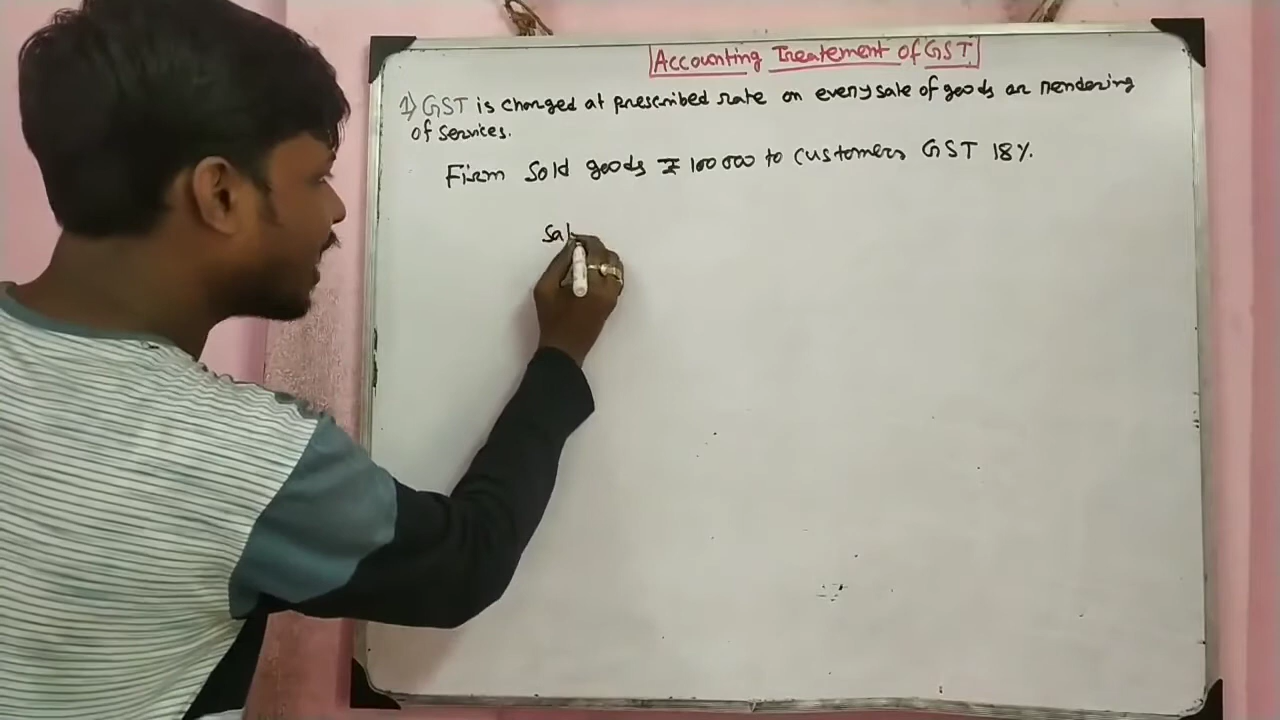 Accounting Treatement of GST
1) GST is charged at prescribed rate on every sale of goods or rendering
of services.
Firm Sold goods ₹ 100000 to customers GST 18%.
Sal